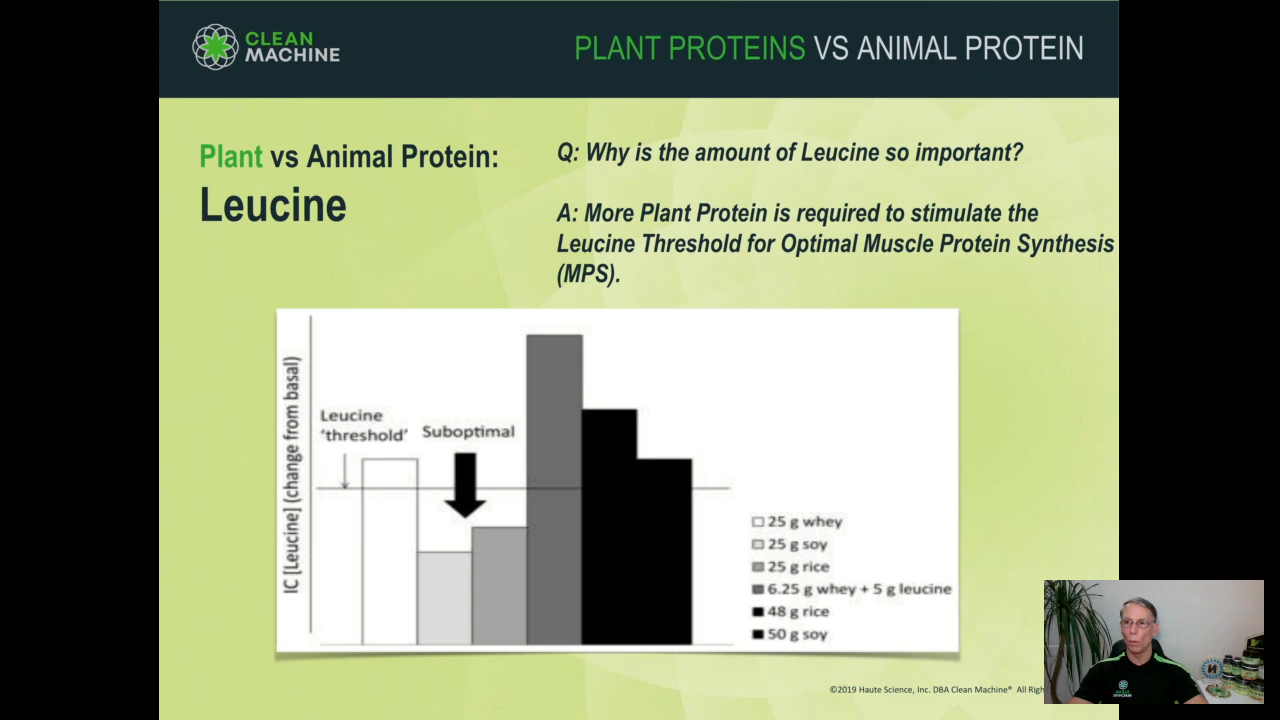 CLEAN
MACHINE
PLANT PROTEINS VS ANIMAL PROTEIN
Plant vs Animal Protein:
Leucine
Q: Why is the amount of Leucine so important?
A: More Plant Protein is required to stimulate the
Leucine Threshold for Optimal Muscle Protein Synthesis
(MPS).
IC [Leucine] (change from basal)
Leucine
'threshold'
Suboptimal
25 g whey
25 g soy
25 g rice
6.25 g whey + 5 g leucine
48 g rice
50 g soy
©2019 Haute Science, Inc. DBA Clean Machine® All